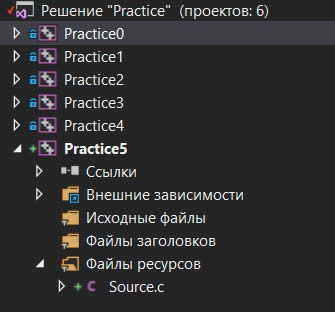 Решение "Practice" (проектов: 6)
Practice0
Practice1
Practice2
Practice3
Practice4
Practice5
Ссылки
Внешние зависимости
Исходные файлы
Файлы заголовков
Файлы ресурсов
Source.c